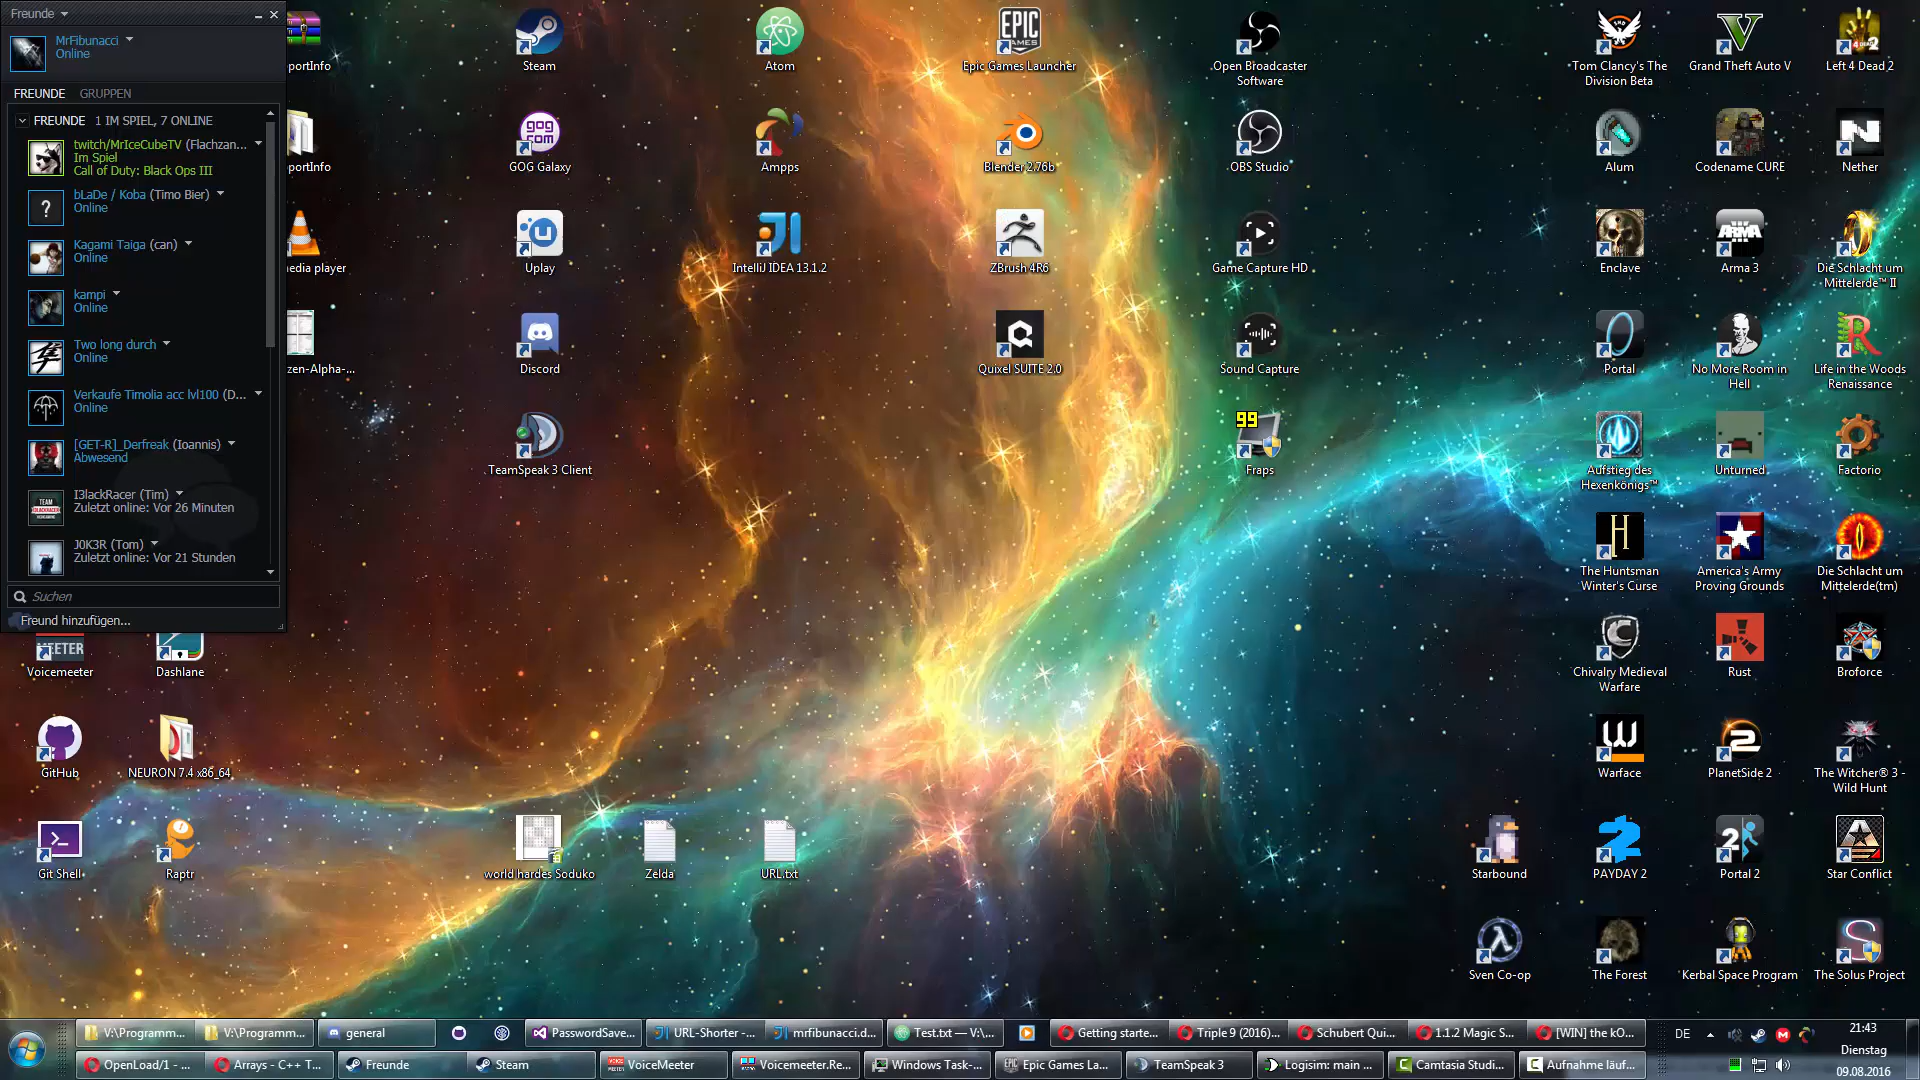 Freunde
MrFibunacci
Online
FREUNDE GRUPPEN
FREUNDE 1 IM SPIEL, 7 ONLINE
twitch/MrIceCubeTV (Flachzan...
Im Spiel
Call of Duty: Black Ops III
bLaDe / Koba (Timo Bier)
Online
Kagami Taiga (can)
Online
kampi
Online
Two long durch
Online
Verkaufe Timolia acc lvl100 (D...
Online
[GET-R]_Derfreak (Ioannis)
Abwesend
I3lackRacer (Tim)
Zuletzt online: Vor 26 Minuten
J0K3R (Tom)
Zuletzt online: Vor 21 Stunden
Suchen
Freund hinzufügen...
portInfo
portInfo
media player
zen-Alpha-...
Voicemeeter
Dashlane
GitHub
NEURON 7.4 x86_64
Git Shell
Raptr
Steam
GOG Galaxy
Uplay
Discord
TeamSpeak 3 Client
world hardes Soduko
Zelda
URL.txt
Atom
Ampps
IntelliJ IDEA 13.1.2
Epic Games Launcher
Blender 2.76b
ZBrush 4R6
Quixel SUITE 2.0
Open Broadcaster Software
OBS Studio
Game Capture HD
Sound Capture
99
Fraps
Tom Clancy's The Division Beta
Grand Theft Auto V
Left 4 Dead 2
Alum
Codename CURE
Nether
Enclave
Arma 3
Die Schlacht um Mittelerde™ II
Portal
No More Room in Hell
Life in the Woods Renaissance
Aufstieg des Hexenkönigs™
Unturned
Factorio
The Huntsman Winter's Curse
America's Army Proving Grounds
Die Schlacht um Mittelerde(tm)
Chivalry Medieval Warfare
Rust
Broforce
Warface
PlanetSide 2
The Witcher® 3 - Wild Hunt
Starbound
PAYDAY 2
Portal 2
Star Conflict
Sven Co-op
The Forest
Kerbal Space Program
The Solus Project
V:\Programm...
V:\Programm...
general
PasswordSave...
URL-Shorter -...
mrfibunacci.d...
Test.txt — V:\...
Getting starte...
Triple 9 (2016)...
Schubert Qui...
1.1.2 Magic S...
[WIN] the kO...
OpenLoad/1 - ...
Arrays - C++ T...
Freunde
Steam
VoiceMeeter
Voicemeeter.Re...
Windows Task-...
Epic Games La...
TeamSpeak 3
Logisim: main ...
Camtasia Studi...
Aufnahme läuf...
DE
21:43
Dienstag
09.08.2016